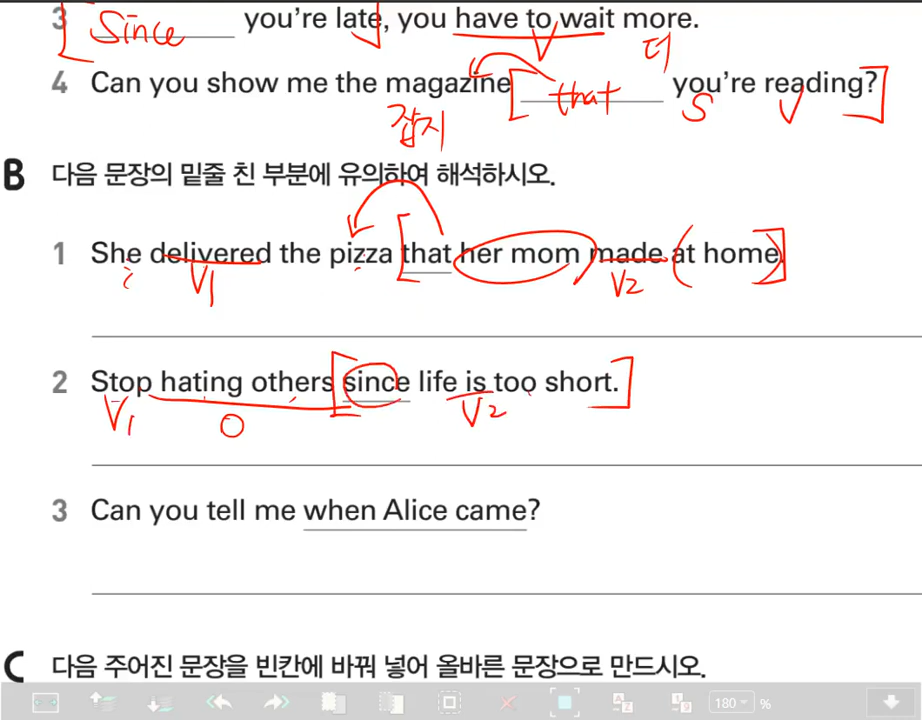 3 Since you're late, you have to wait more.
V 더
4 Can you show me the magazine that you're reading?
잡지 S V
B 다음 문장의 밑줄 친 부분에 유의하여 해석하시오.
1 She delivered the pizza that her mom made at home.
V1 V2
2 Stop hating others since life is too short.
V1 O V2
3 Can you tell me when Alice came?
C 다음 주어진 문장을 빈칸에 바꿔 넣어 올바른 문장으로 만드시오.
180 %